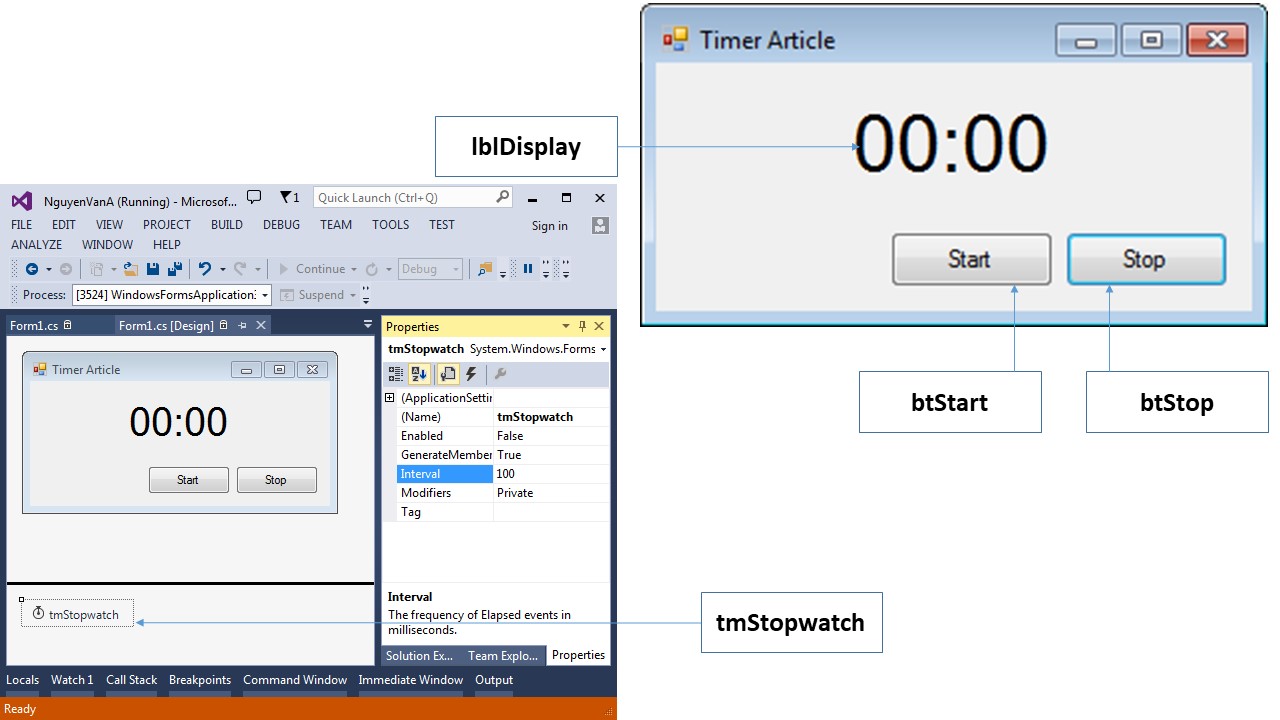 Timer Article
00:00
Start
Stop
lblDisplay
btStart
btStop
NguyenVanA (Running) - Microsof...
1
Quick Launch (Ctrl+Q)
FILE EDIT VIEW PROJECT BUILD DEBUG TEAM TOOLS TEST Sign in
ANALYZE WINDOW HELP
Continue Debug
Process: [3524] WindowsFormsApplication: Suspend
Form1.cs
Form1.cs [Design]
Timer Article
00:00
Start
Stop
tmStopwatch
Properties
tmStopwatch System.Windows.Forms
(ApplicationSettir
(Name) tmStopwatch
Enabled False
GenerateMember True
Interval 100
Modifiers Private
Tag
Interval
The frequency of Elapsed events in
milliseconds.
Solution Ex... Team Explo... Properties
tmStopwatch
Locals Watch 1 Call Stack Breakpoints Command Window Immediate Window Output
Ready